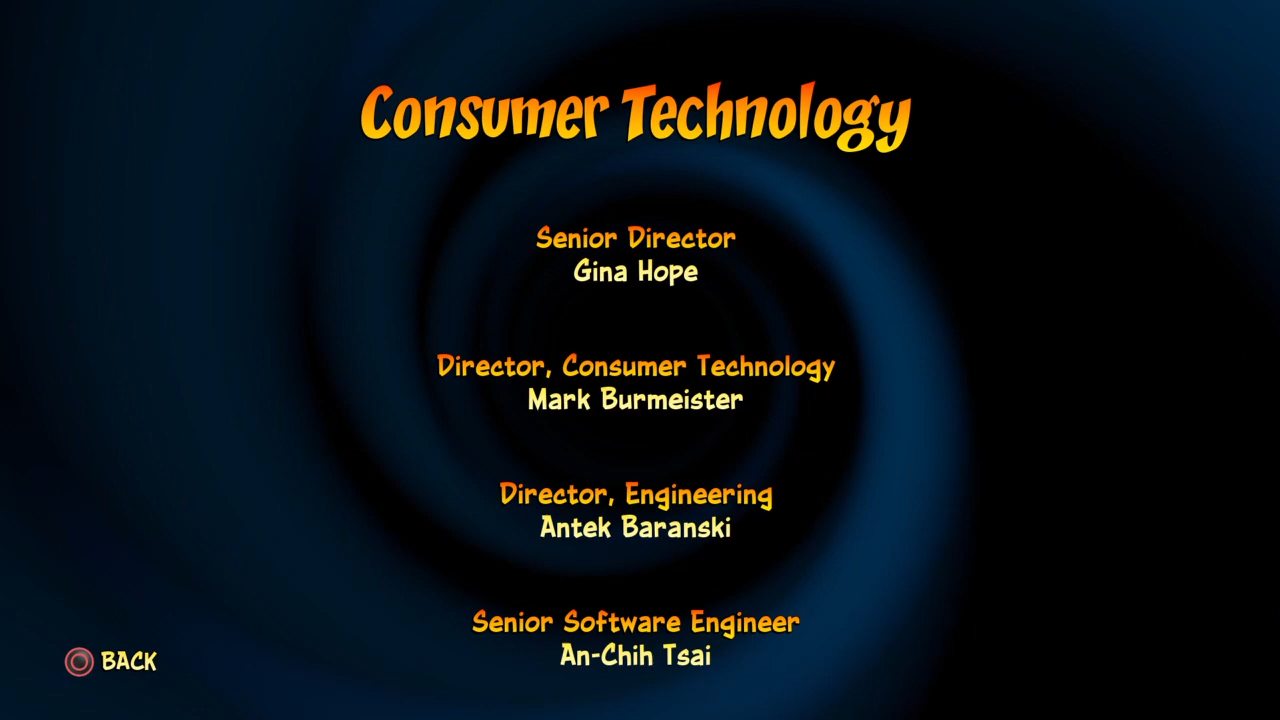 Consumer Technology
Senior Director
Gina Hope
Director, Consumer Technology
Mark Burmeister
Director, Engineering
Antek Baranski
Senior Software Engineer
An-Chih Tsai
BACK